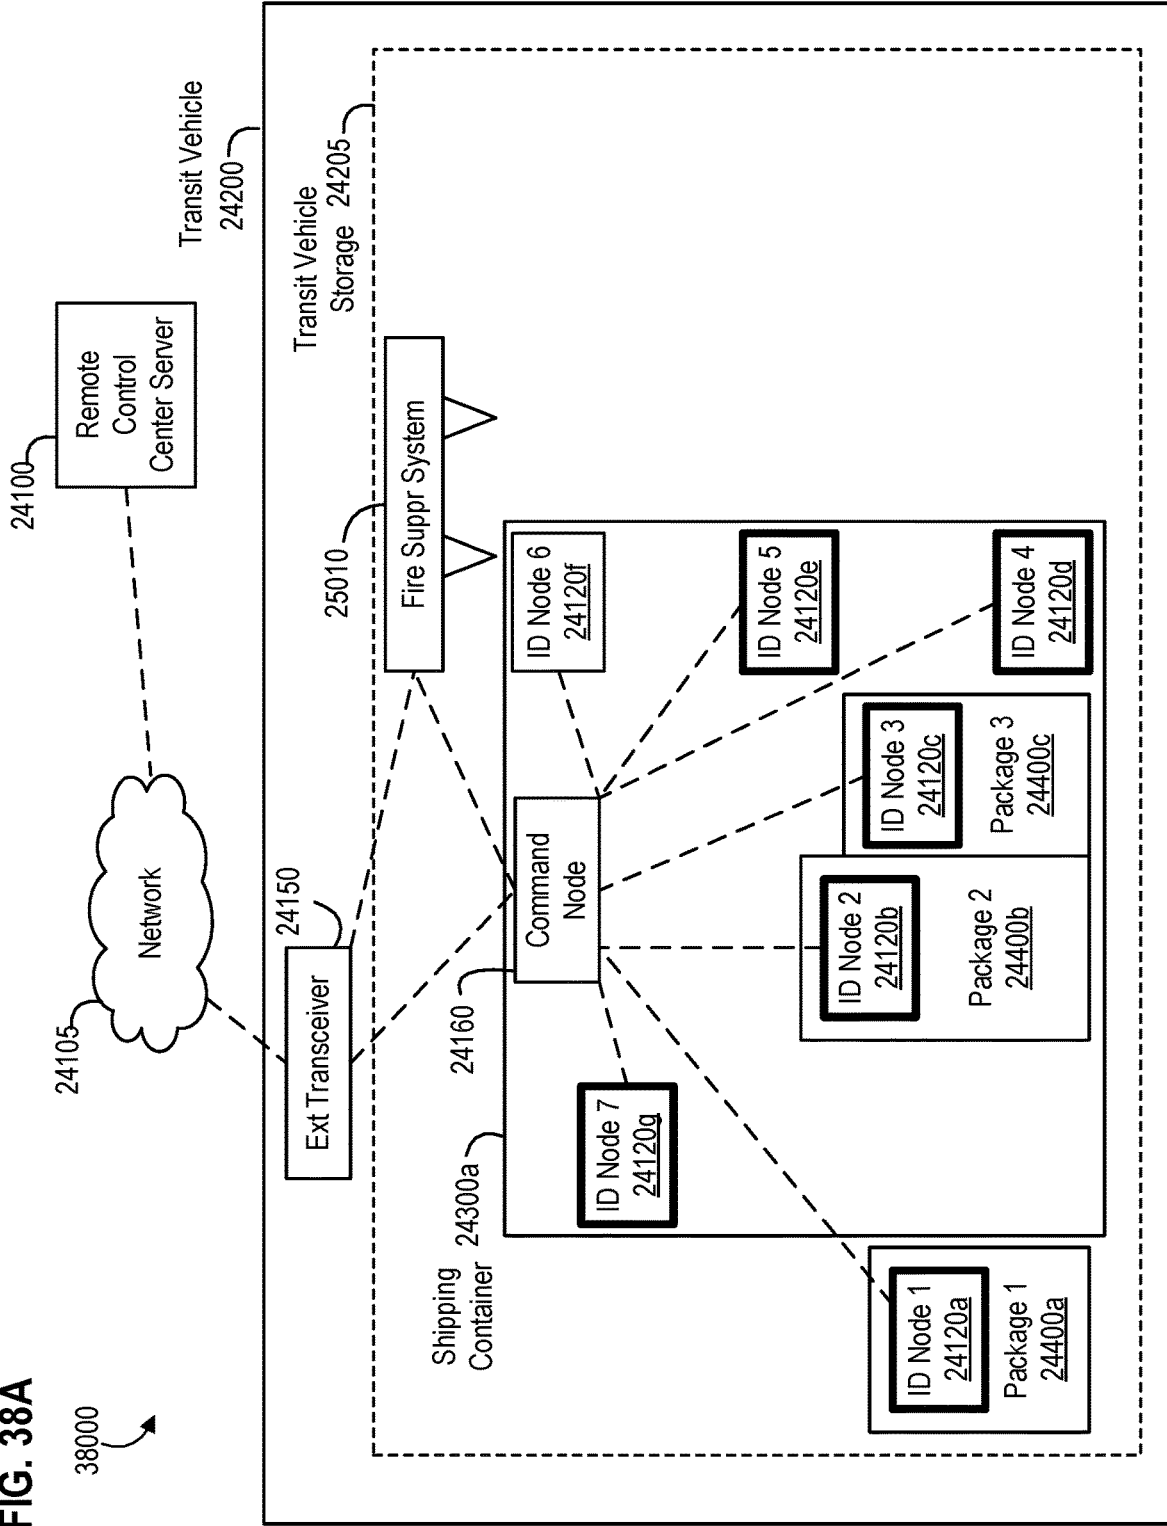 FIG. 38A
38000
24105
Network
24100
Remote
Control
Center Server
Transit Vehicle
24200
Ext Transceiver
24150
Transit Vehicle
Storage 24205
25010
Fire Suppr System
Shipping
Container 24300a
24160
Command
Node
ID Node 6
24120f
ID Node 7
24120g
ID Node 5
24120e
ID Node 1
24120a
Package 1
24400a
ID Node 2
24120b
Package 2
24400b
ID Node 3
24120c
Package 3
24400c
ID Node 4
24120d